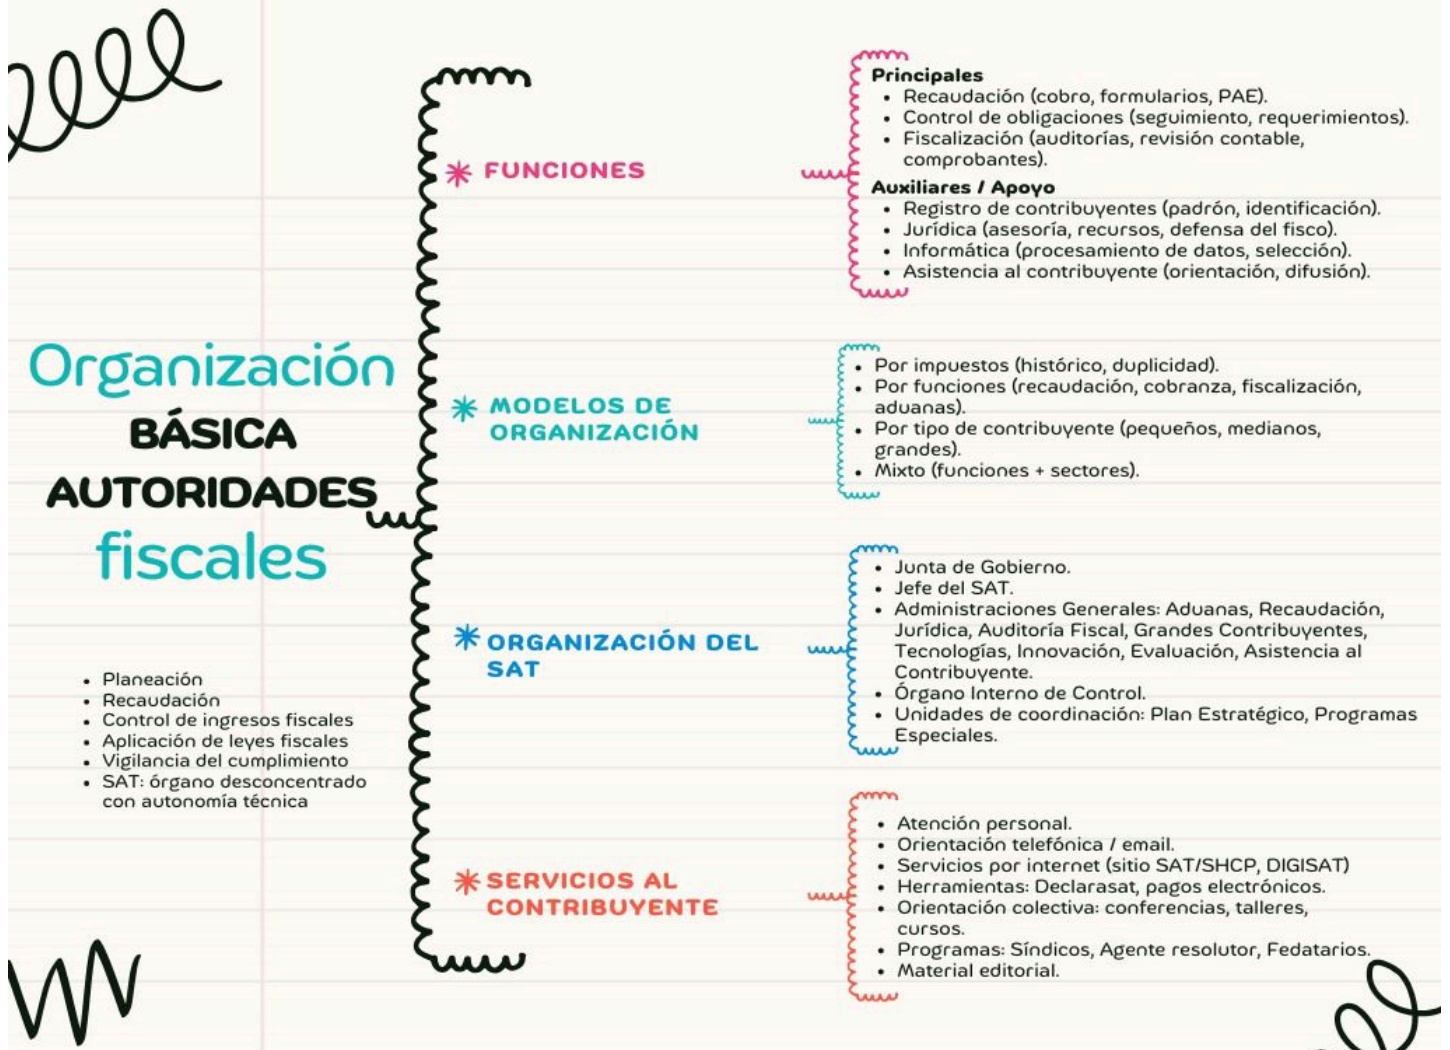 Organización
BÁSICA
AUTORIDADES
fiscales
• Planeación
• Recaudación
• Control de ingresos fiscales
• Aplicación de leyes fiscales
• Vigilancia del cumplimiento
• SAT: órgano desconcentrado
con autonomía técnica
FUNCIONES
Principales
• Recaudación (cobro, formularios, PAE).
• Control de obligaciones (seguimiento, requerimientos).
• Fiscalización (auditorías, revisión contable,
comprobantes).
Auxiliares / Apoyo
• Registro de contribuyentes (padrón, identificación).
• Jurídica (asesoría, recursos, defensa del fisco).
• Informática (procesamiento de datos, selección).
• Asistencia al contribuyente (orientación, difusión).
MODELOS DE
ORGANIZACIÓN
• Por impuestos (histórico, duplicidad).
• Por funciones (recaudación, cobranza, fiscalización,
aduanas).
• Por tipo de contribuyente (pequeños, medianos,
grandes).
• Mixto (funciones + sectores).
ORGANIZACIÓN DEL
SAT
• Junta de Gobierno.
• Jefe del SAT.
• Administraciones Generales: Aduanas, Recaudación,
Jurídica, Auditoría Fiscal, Grandes Contribuyentes,
Tecnologías, Innovación, Evaluación, Asistencia al
Contribuyente.
• Órgano Interno de Control.
• Unidades de coordinación: Plan Estratégico, Programas
Especiales.
SERVICIOS AL
CONTRIBUYENTE
• Atención personal.
• Orientación telefónica / email.
• Servicios por internet (sitio SAT/SHCP, DIGISAT)
• Herramientas: Declarasat, pagos electrónicos.
• Orientación colectiva: conferencias, talleres,
cursos.
• Programas: Síndicos, Agente resolutor, Fedatarios.
• Material editorial.